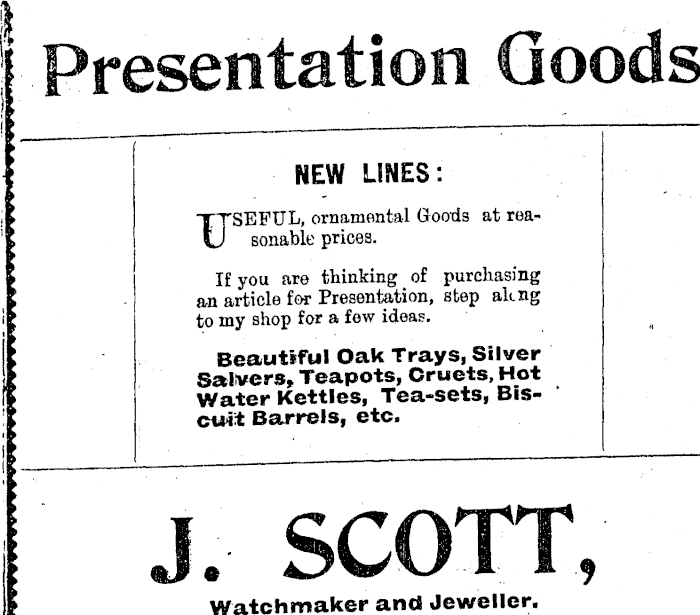 Presentation Goods
NEW LINES:
USEFUL, ornamental Goods at rea-
sonable prices.
If you are thinking of purchasing
an article for Presentation, step along
to my shop for a few ideas.
Beautiful Oak Trays, Silver
Salvers, Teapots, Cruets, Hot
Water Kettles, Tea-sets, Bis-
cuit Barrels, etc.
J. SCOTT,
Watchmaker and Jeweller.